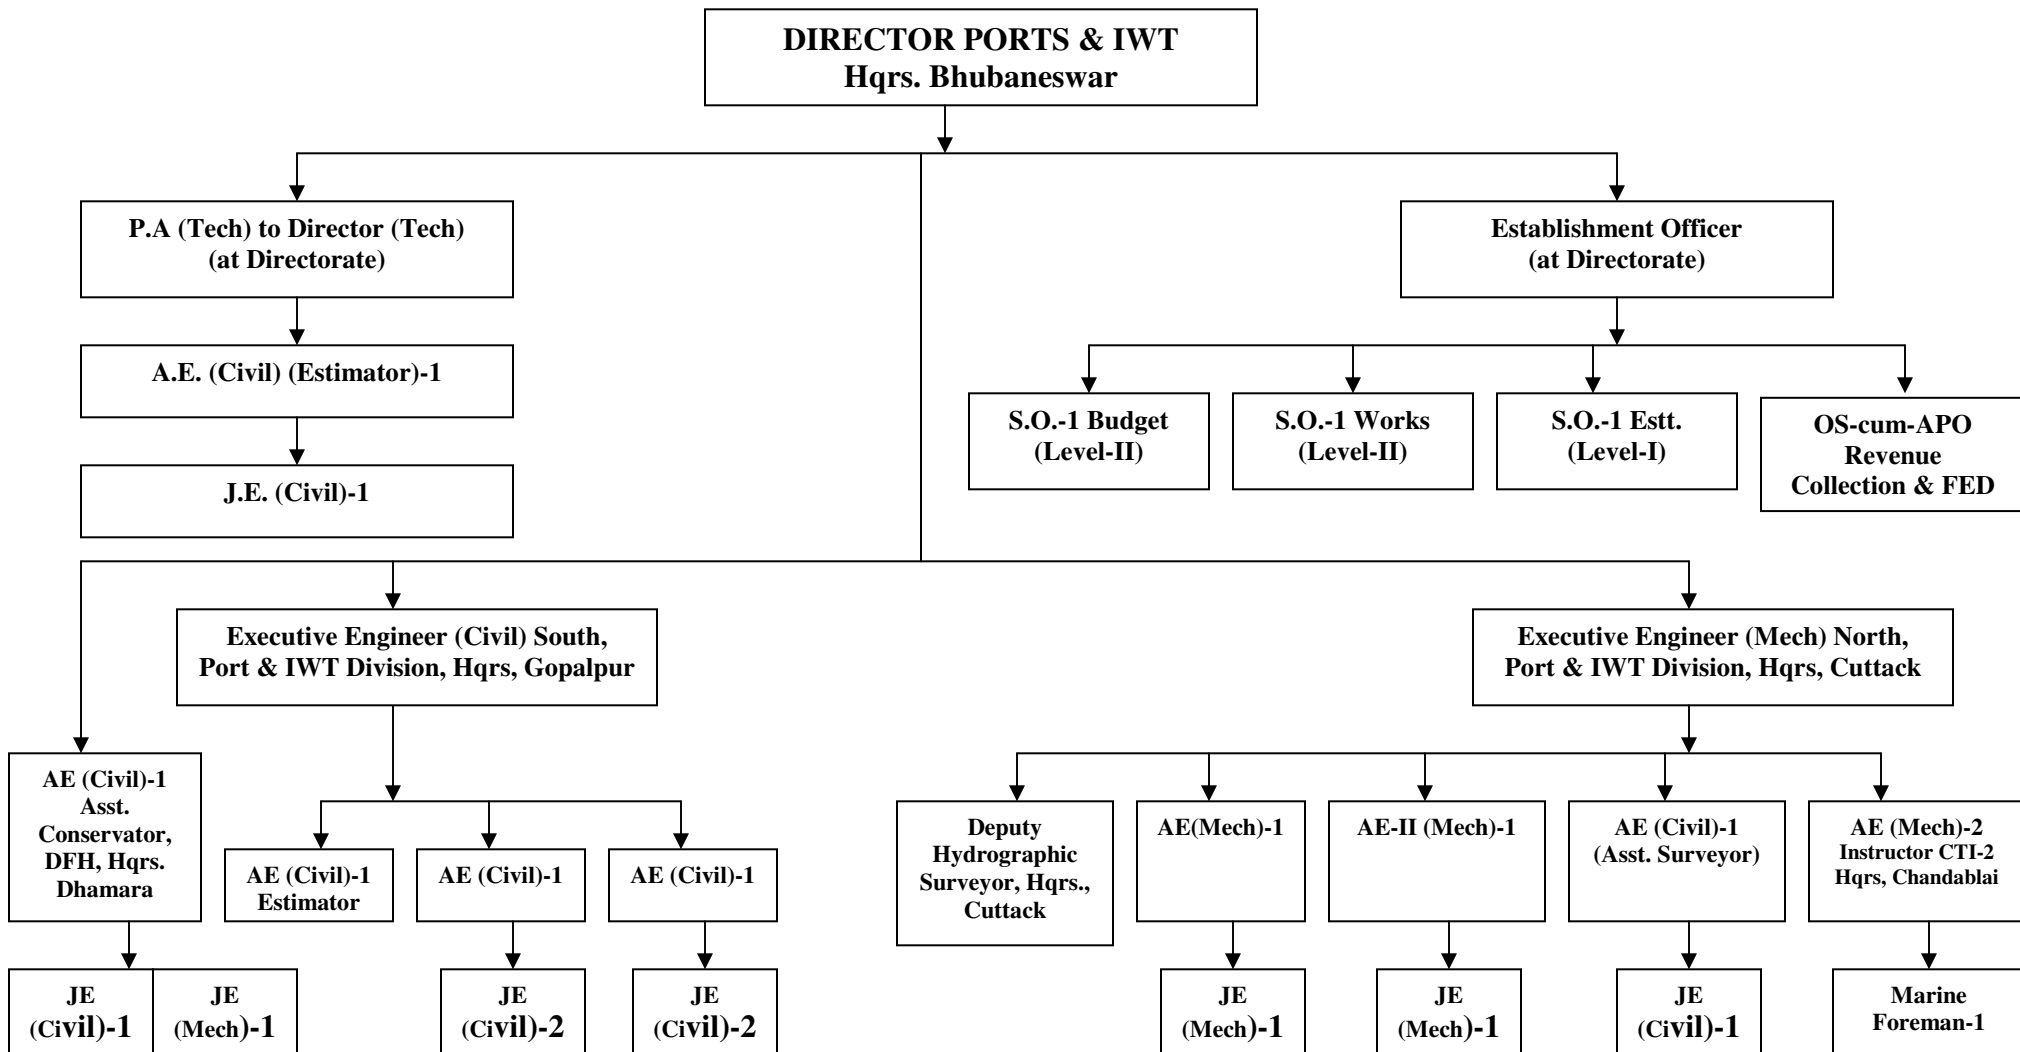 DIRECTOR PORTS & IWT
Hqrs. Bhubaneswar
P.A (Tech) to Director (Tech)
(at Directorate)
Establishment Officer
(at Directorate)
A.E. (Civil) (Estimator)-1
J.E. (Civil)-1
S.O.-1 Budget
(Level-II)
S.O.-1 Works
(Level-II)
S.O.-1 Estt.
(Level-I)
OS-cum-APO
Revenue
Collection & FED
Executive Engineer (Civil) South,
Port & IWT Division, Hqrs, Gopalpur
Executive Engineer (Mech) North,
Port & IWT Division, Hqrs, Cuttack
AE (Civil)-1
Asst.
Conservator,
DFH, Hqrs.
Dhamara
AE (Civil)-1
Estimator
AE (Civil)-1
AE (Civil)-1
Deputy
Hydrographic
Surveyor, Hqrs.,
Cuttack
AE(Mech)-1
AE-II (Mech)-1
AE (Civil)-1
(Asst. Surveyor)
AE (Mech)-2
Instructor CTI-2
Hqrs, Chandablai
JE
(Civil)-1
JE
(Mech)-1
JE
(Civil)-2
JE
(Civil)-2
JE
(Mech)-1
JE
(Mech)-1
JE
(Civil)-1
Marine
Foreman-1